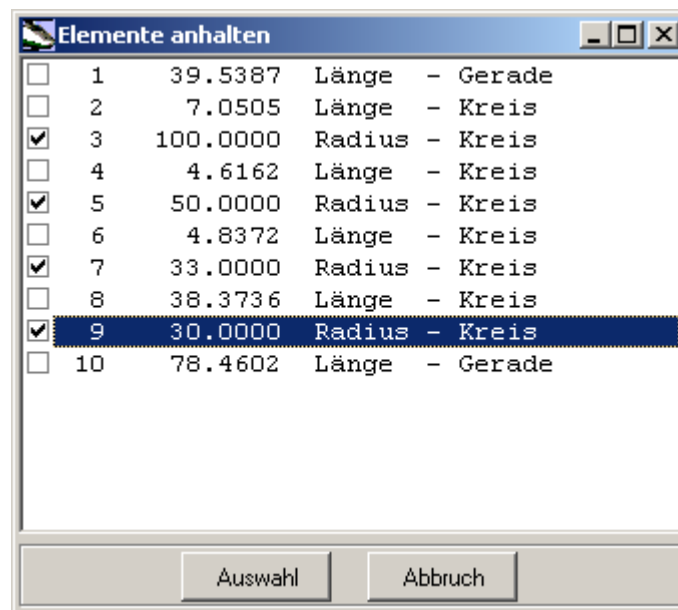 Elemente anhalten
1 39.5387 Länge - Gerade
2 7.0505 Länge - Kreis
3 100.0000 Radius - Kreis
4 4.6162 Länge - Kreis
5 50.0000 Radius - Kreis
6 4.8372 Länge - Kreis
7 33.0000 Radius - Kreis
8 38.3736 Länge - Kreis
9 30.0000 Radius - Kreis
10 78.4602 Länge - Gerade
Auswahl Abbruch